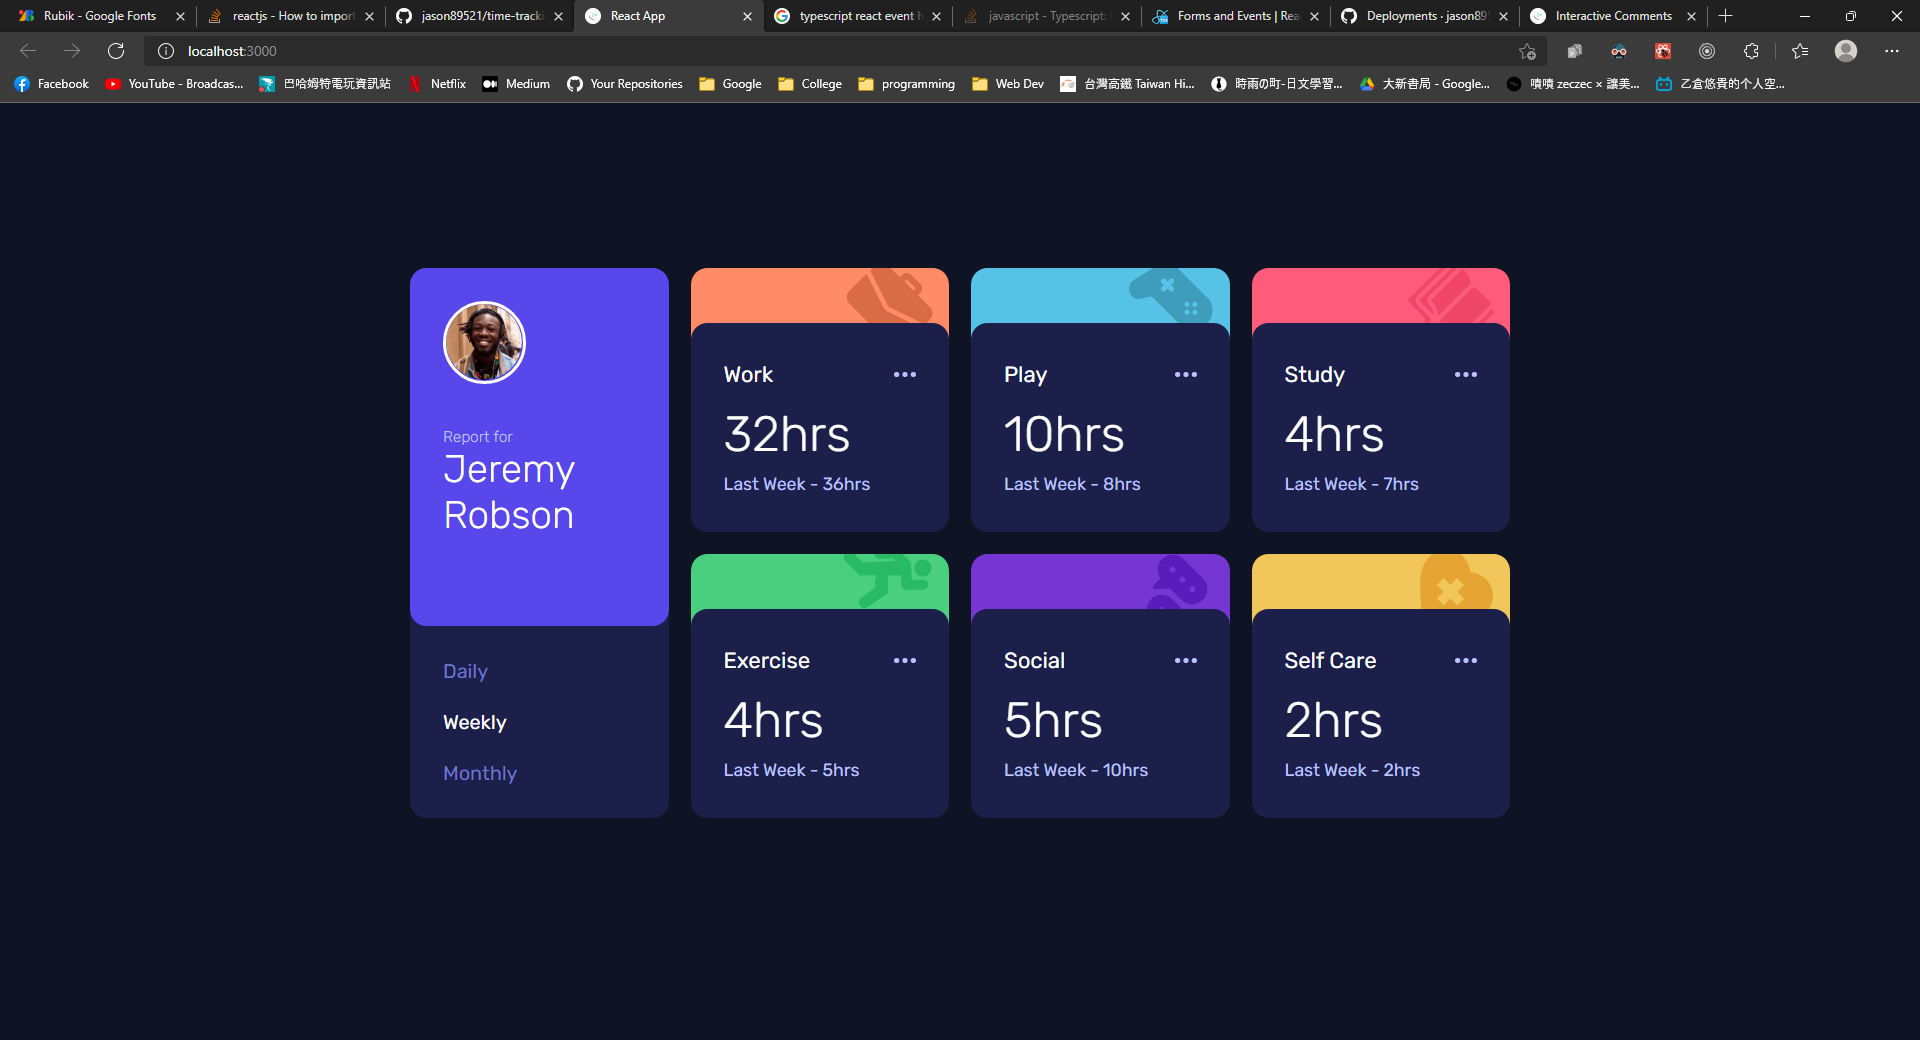 Rubik - Google Fonts
reactjs - How to impor
jason89521/time-track
React App
typescript react event
javascript - Typescript:
Forms and Events | Rea
Deployments · jason89
Interactive Comments
localhost:3000
Facebook
YouTube - Broadcas...
巴哈姆特電玩資訊站
Netflix
Medium
Your Repositories
Google
College
programming
Web Dev
台灣高鐵 Taiwan Hi...
時雨の町-日文學習...
大新書局 - Google...
嘖嘖 zeczec × 讓美...
乙倉悠貴的个人空...
Report for
Jeremy
Robson
Daily
Weekly
Monthly
Work
32hrs
Last Week - 36hrs
Play
10hrs
Last Week - 8hrs
Study
4hrs
Last Week - 7hrs
Exercise
4hrs
Last Week - 5hrs
Social
5hrs
Last Week - 10hrs
Self Care
2hrs
Last Week - 2hrs